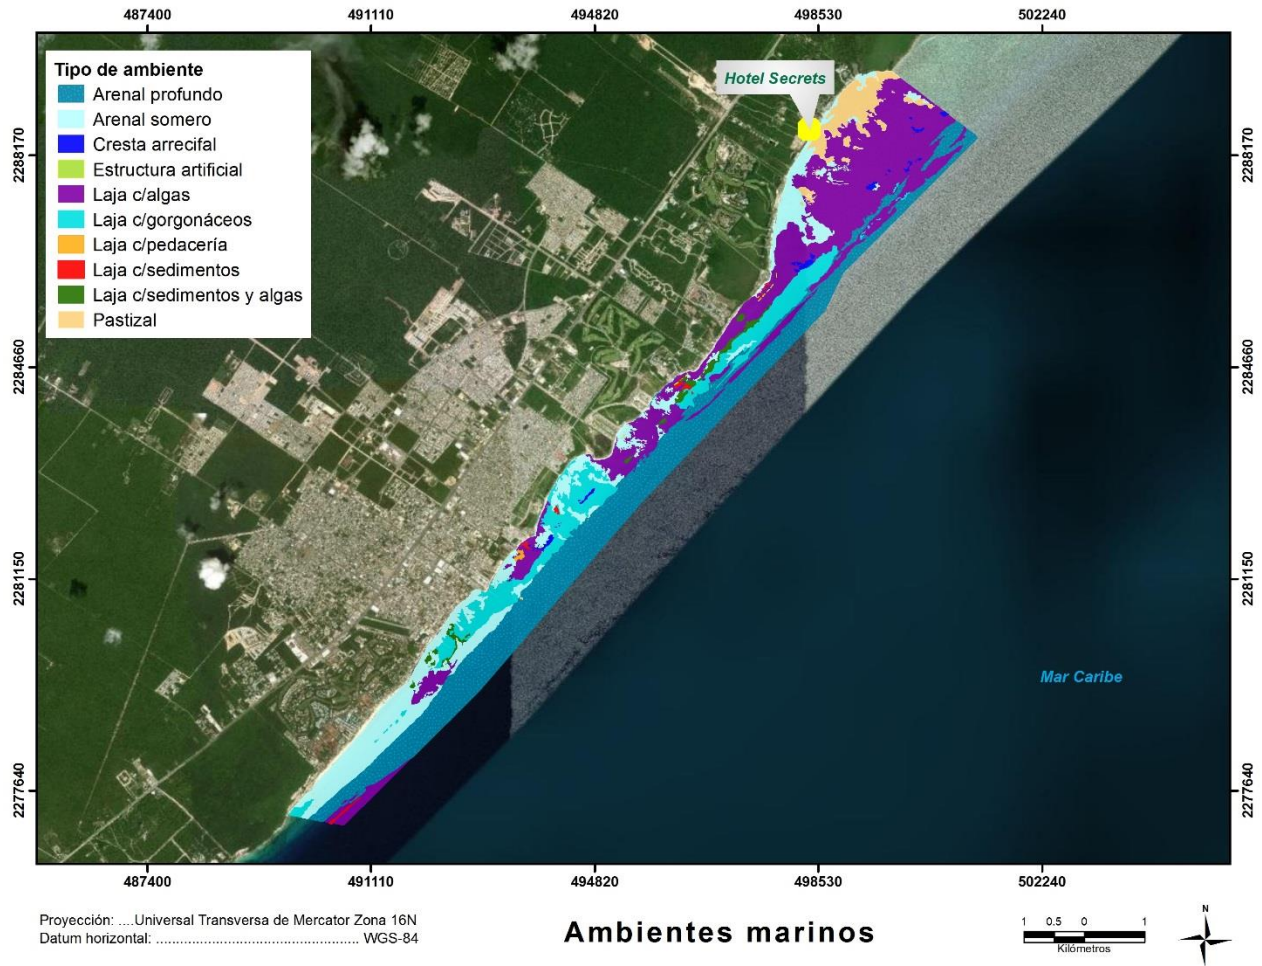 487400 491110 494820 498530 502240
Tipo de ambiente
Arenal profundo
Arenal somero
Cresta arrecifal
Estructura artificial
Laja c/algas
Laja c/gorgonáceos
Laja c/pedacería
Laja c/sedimentos
Laja c/sedimentos y algas
Pastizal
Hotel Secrets
2288170 2288170
2284660 2284660
2281150 2281150
Mar Caribe
2277640 2277640
487400 491110 494820 498530 502240
Proyección: ....Universal Transversa de Mercator Zona 16N
Datum horizontal: .................................................... WGS-84
Ambientes marinos
1 0.5 0 1
Kilómetros
N